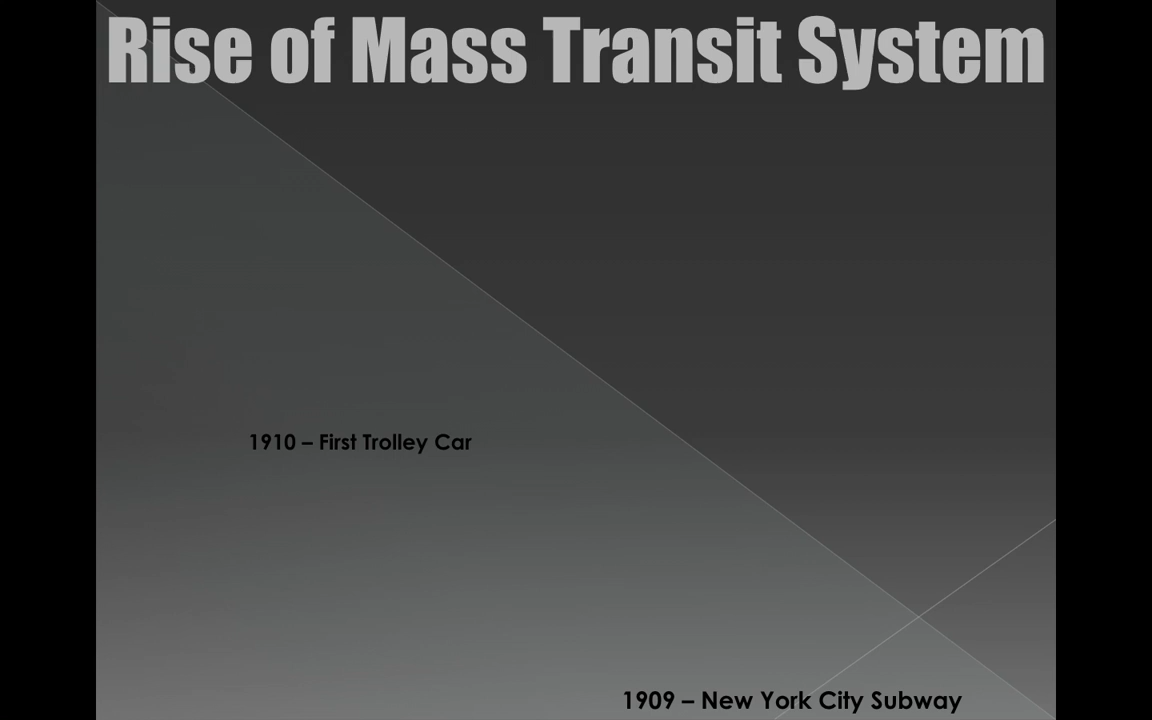 Rise of Mass Transit System
1910 – First Trolley Car
1909 – New York City Subway